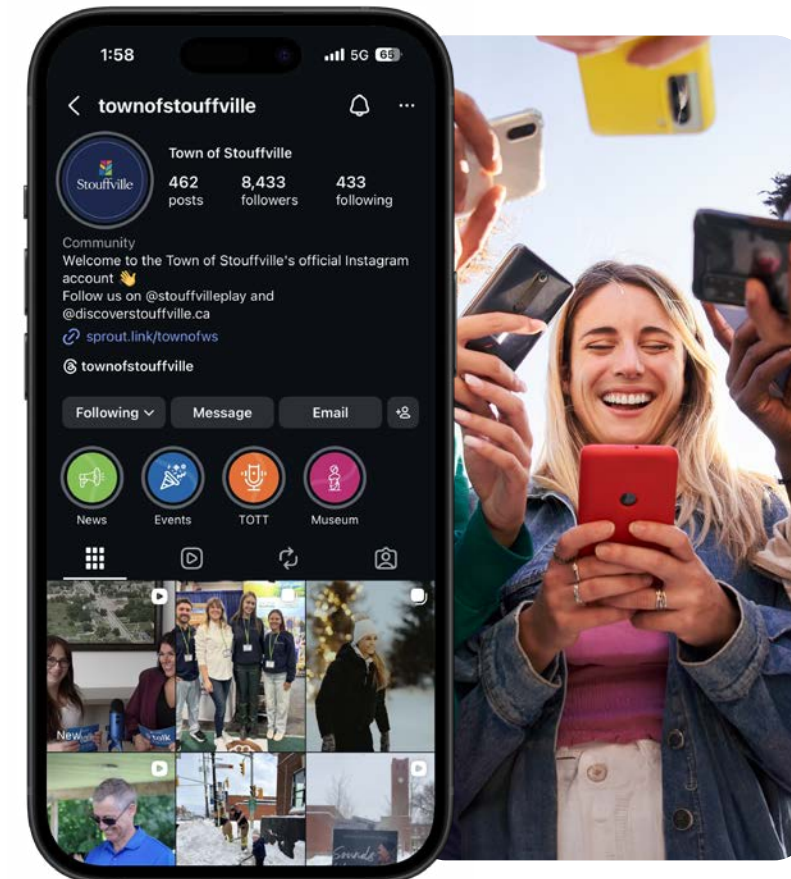 1:58
5G 65
townofstouffville
Stouffville
Town of Stouffville
462 8,433 433
posts followers following
Community
Welcome to the Town of Stouffville's official Instagram
account 👋
Follow us on @stouffvilleplay and
@discoverstouffville.ca
sprout.link/townofws
townofstouffville
Following Message Email
News Events TOTT Museum
New
talk
Sounds